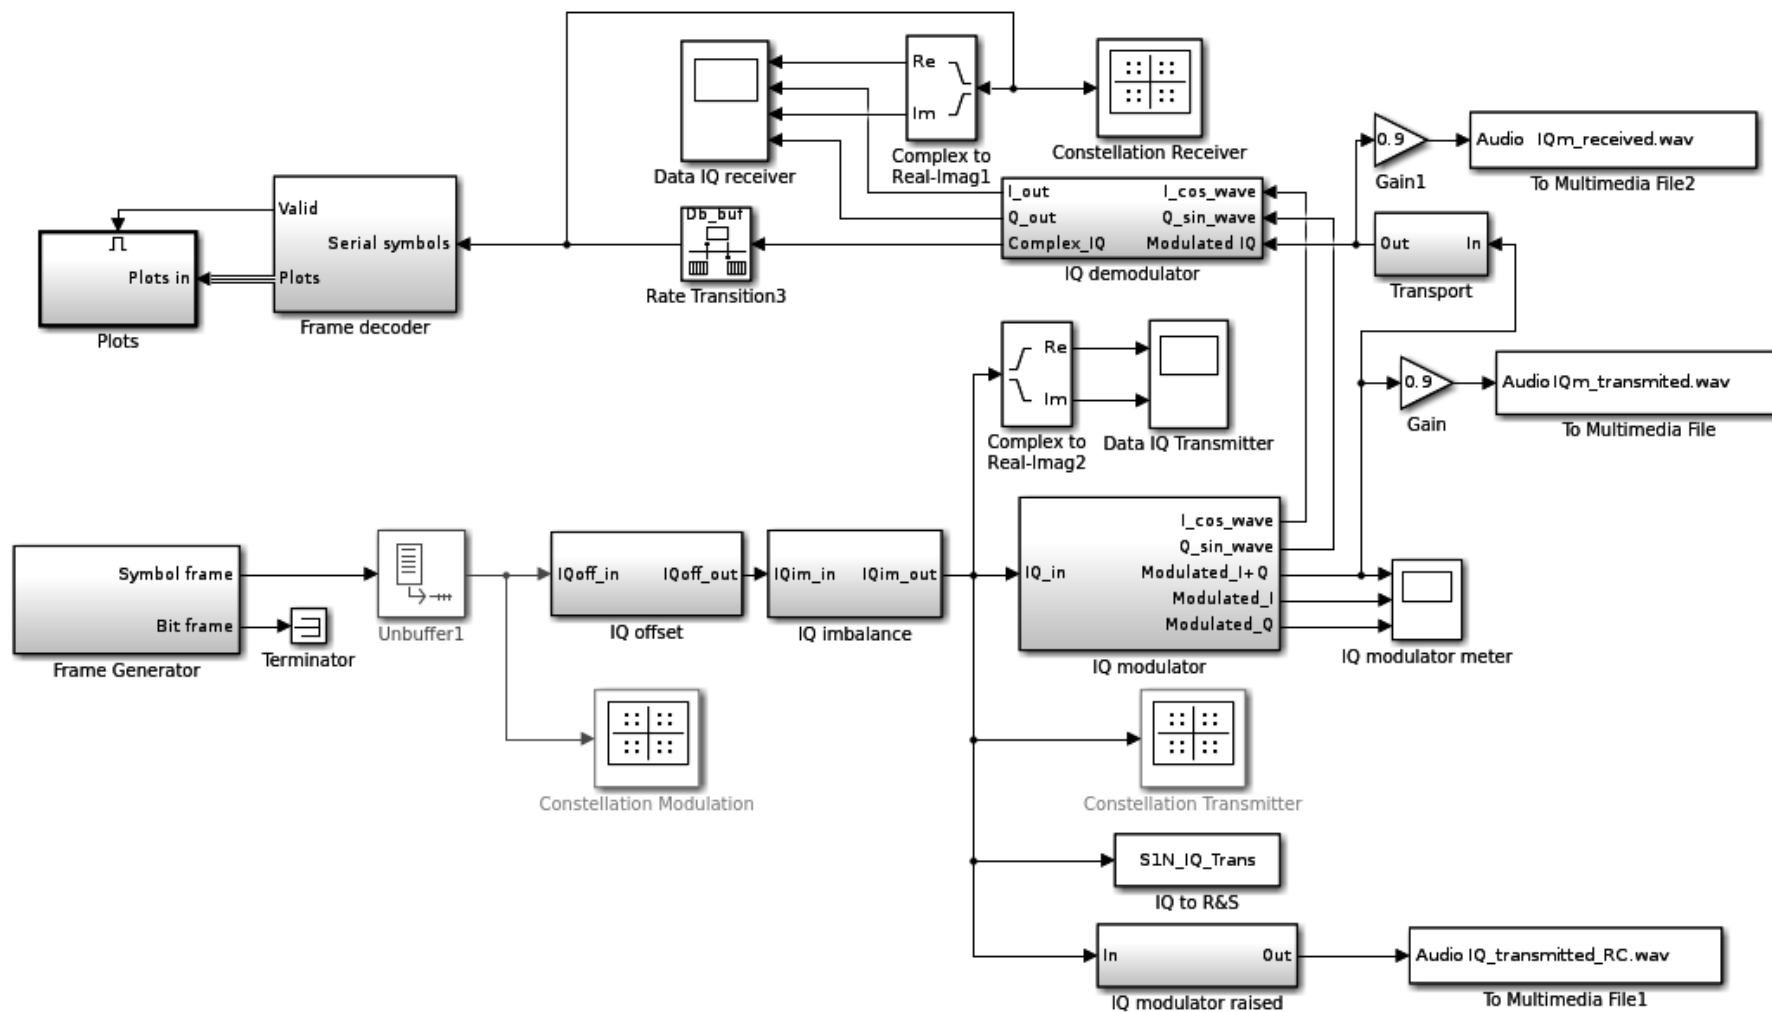 Re
Im
Complex to
Real-Imag1
Data IQ receiver
Constellation Receiver
0.9
Gain1
Audio IQm_received.wav
To Multimedia File2
Valid
Serial symbols
Plots
Frame decoder
Plots in
Plots
Db_buf
Rate Transition3
I_out
Q_out
Complex_IQ
I_cos_wave
Q_sin_wave
Modulated IQ
IQ demodulator
Out
In
Transport
Re
Im
Complex to
Real-Imag2
Data IQ Transmitter
0.9
Gain
Audio IQm_transmited.wav
To Multimedia File
Symbol frame
Bit frame
Frame Generator
Terminator
Unbuffer1
IQoff_in
IQoff_out
IQ offset
IQim_in
IQim_out
IQ imbalance
IQ_in
I_cos_wave
Q_sin_wave
Modulated_I+Q
Modulated_I
Modulated_Q
IQ modulator
IQ modulator meter
Constellation Modulation
Constellation Transmitter
S1N_IQ_Trans
IQ to R&S
In
Out
IQ modulator raised
Audio IQ_transmitted_RC.wav
To Multimedia File1